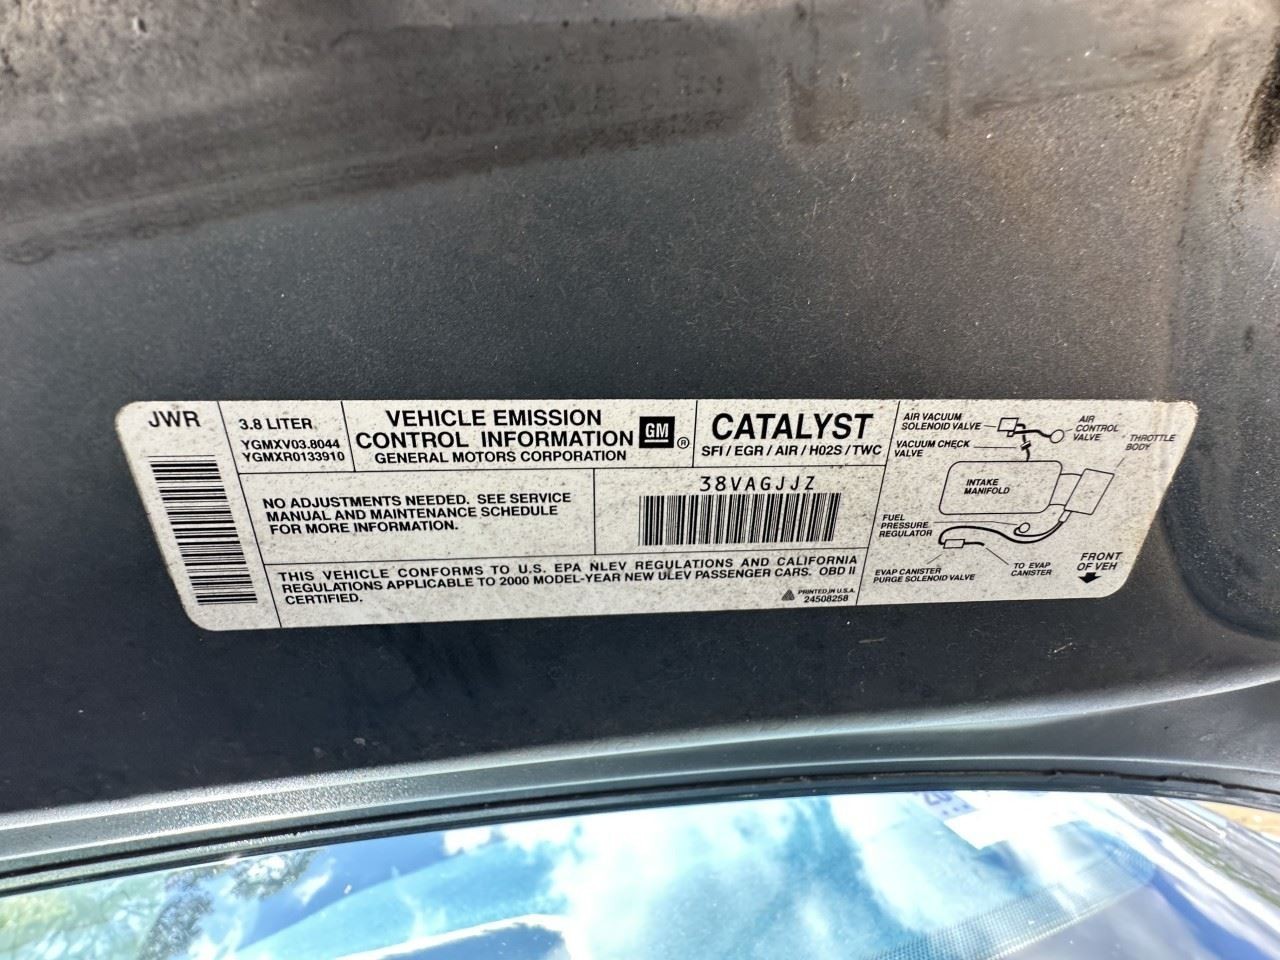 JWR
3.8 LITER
YGMXV03.8044
YGMXR0133910
VEHICLE EMISSION
CONTROL INFORMATION
GENERAL MOTORS CORPORATION
GM
®
CATALYST
SFI / EGR / AIR / H02S / TWC
NO ADJUSTMENTS NEEDED. SEE SERVICE
MANUAL AND MAINTENANCE SCHEDULE
FOR MORE INFORMATION.
38VAGJJZ
THIS VEHICLE CONFORMS TO U.S. EPA NLEV REGULATIONS AND CALIFORNIA
REGULATIONS APPLICABLE TO 2000 MODEL-YEAR NEW ULEV PASSENGER CARS. OBD II
CERTIFIED.
PRINTED IN U.S.A.
24508258
AIR VACUUM
SOLENOID VALVE
AIR
CONTROL
VALVE
VACUUM CHECK
VALVE
THROTTLE
BODY
INTAKE
MANIFOLD
FUEL
PRESSURE
REGULATOR
EVAP CANISTER
PURGE SOLENOID VALVE
TO EVAP
CANISTER
FRONT
OF VEH